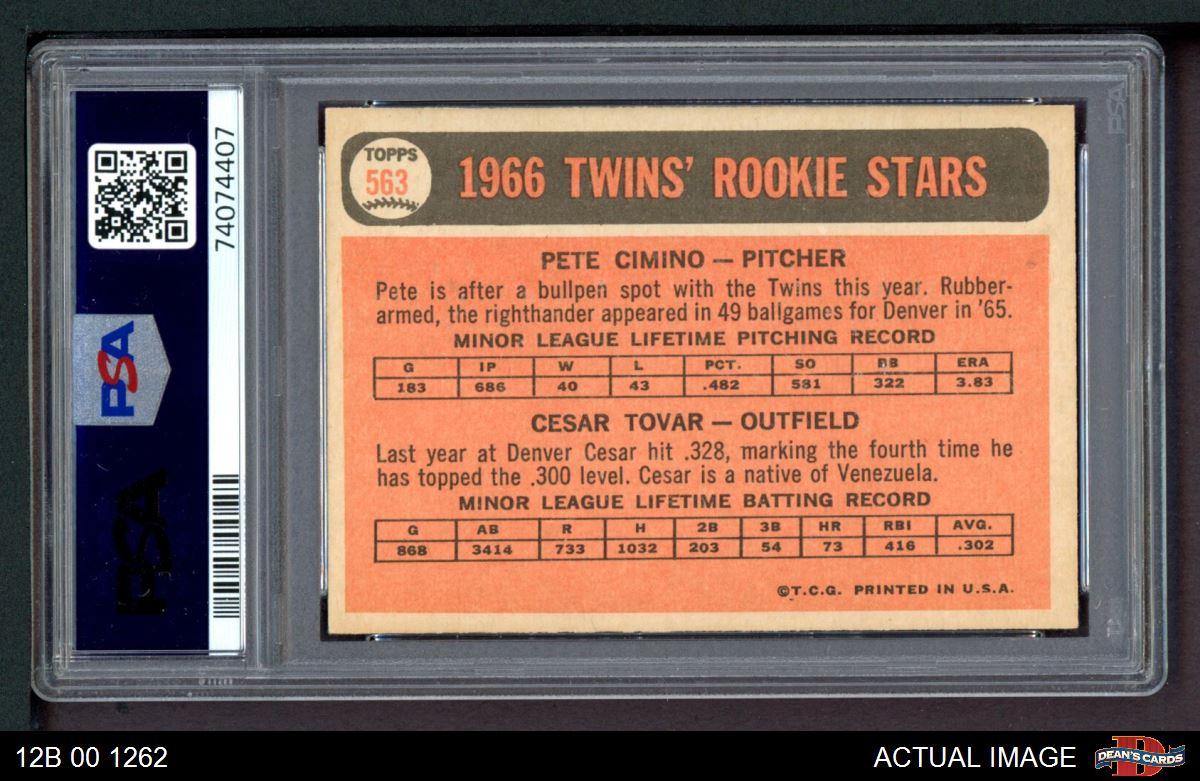 74074407
PSA
PSA
PSA
TOPPS
563
1966 TWINS' ROOKIE STARS
PETE CIMINO — PITCHER
Pete is after a bullpen spot with the Twins this year. Rubber-
armed, the righthander appeared in 49 ballgames for Denver in '65.
MINOR LEAGUE LIFETIME PITCHING RECORD
G IP W L PCT. SO BB ERA
183 686 40 43 .482 581 322 3.83
CESAR TOVAR — OUTFIELD
Last year at Denver Cesar hit .328, marking the fourth time he
has topped the .300 level. Cesar is a native of Venezuela.
MINOR LEAGUE LIFETIME BATTING RECORD
G AB R H 2B 3B HR RBI AVG.
868 3414 733 1032 203 54 73 416 .302
©T.C.G. PRINTED IN U.S.A.
12B 00 1262
ACTUAL IMAGE
D
DEAN'S CARDS